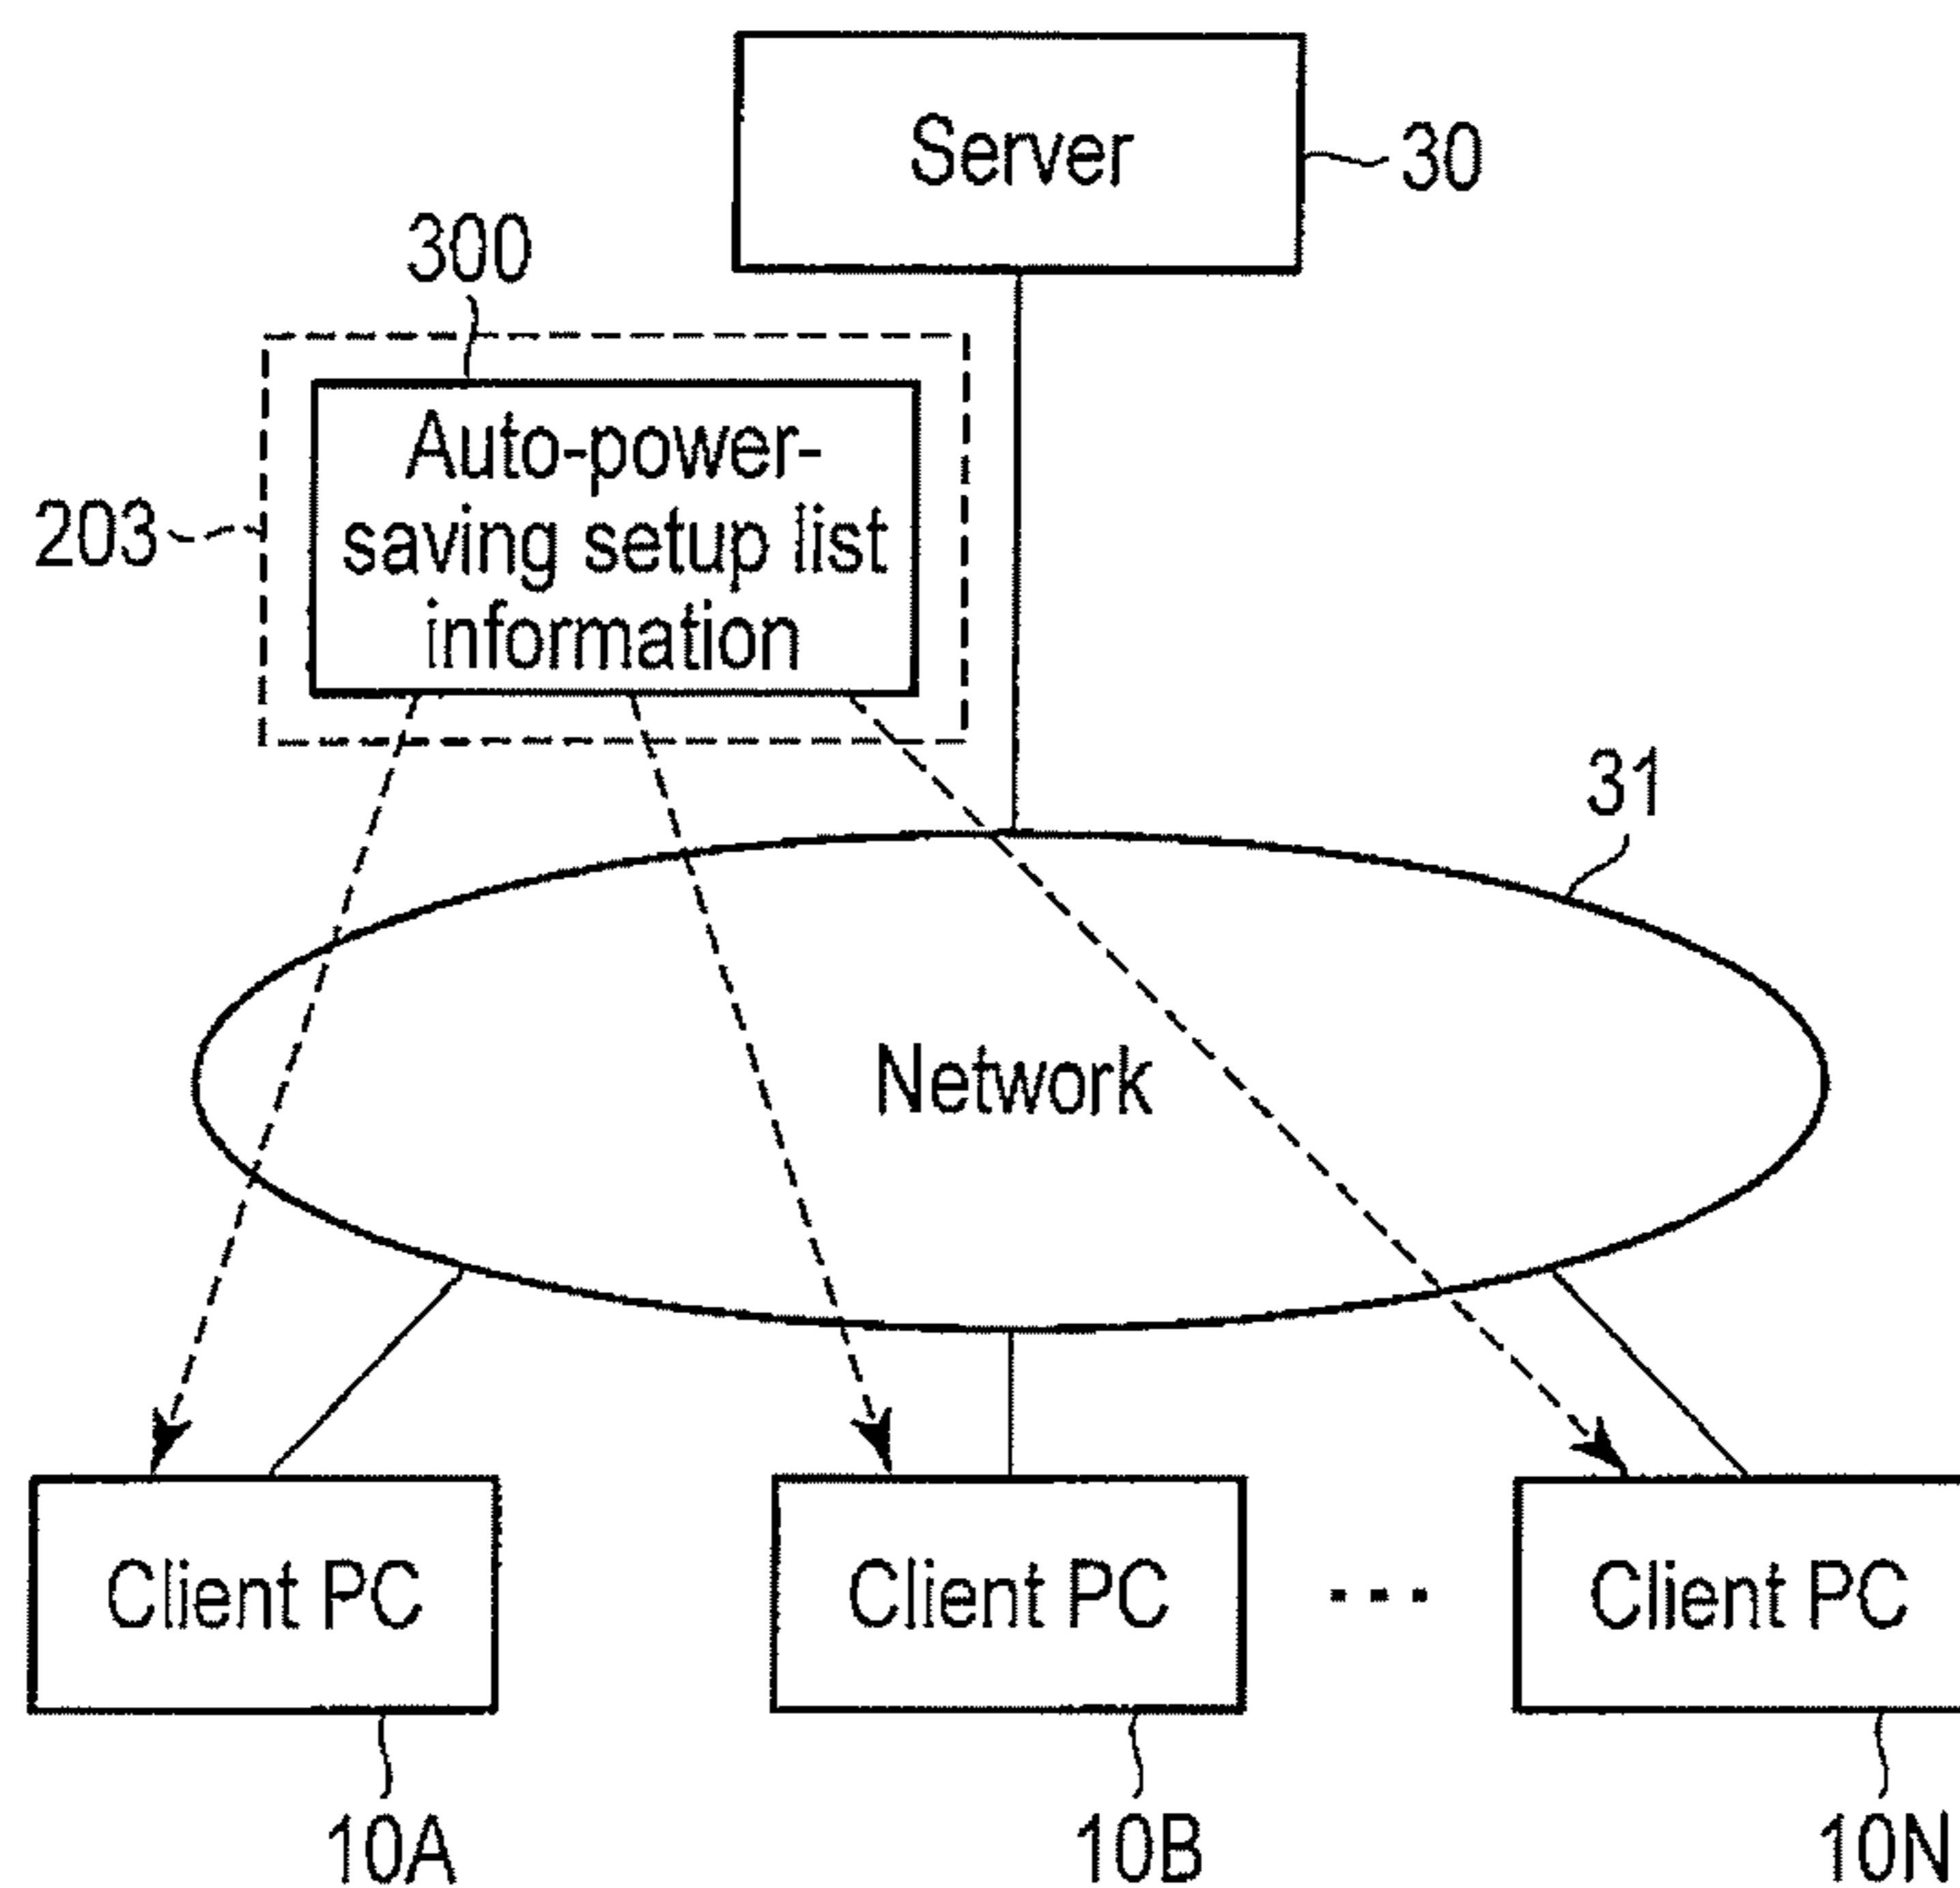 Server
30
300
Auto-power-
saving setup list
information
203
31
Network
Client PC
Client PC
...
Client PC
10A
10B
10N